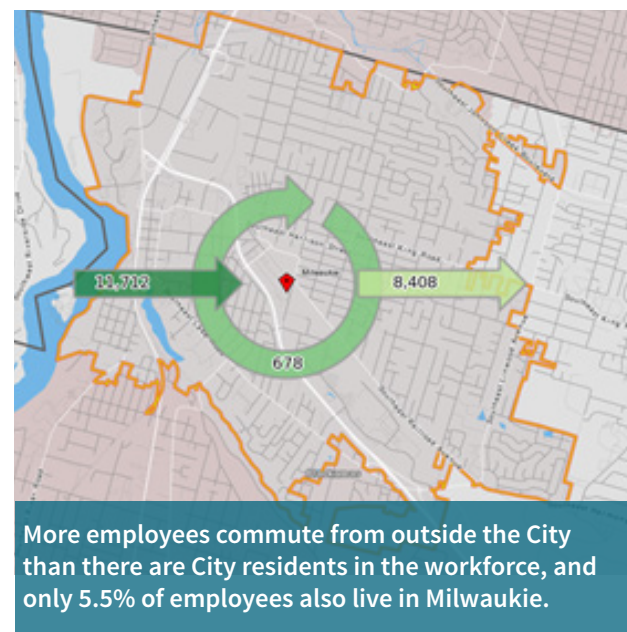 Milwaukie
11,712
8,408
678
More employees commute from outside the City
than there are City residents in the workforce, and
only 5.5% of employees also live in Milwaukie.